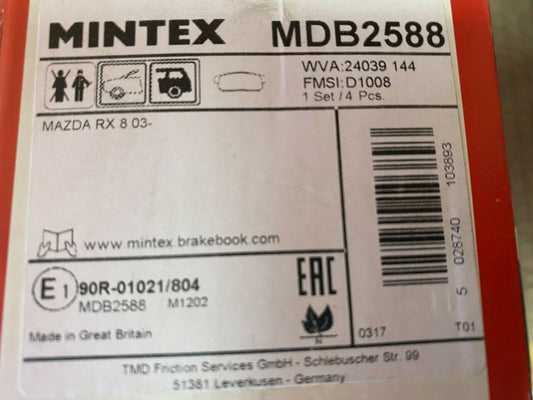 MINTEX MDB2588
WVA:24039 144
FMSI:D1008
1 Set / 4 Pcs.
MAZDA RX 8 03-
www mintex.brakebook.com
E1 90R-01021/804
MDB2588 M1202
EAC
Made in Great Britain
0317 T01
5 028740 103893
TMD Friction Services GmbH - Schlebuscher Str. 99
51381 Leverkusen - Germany